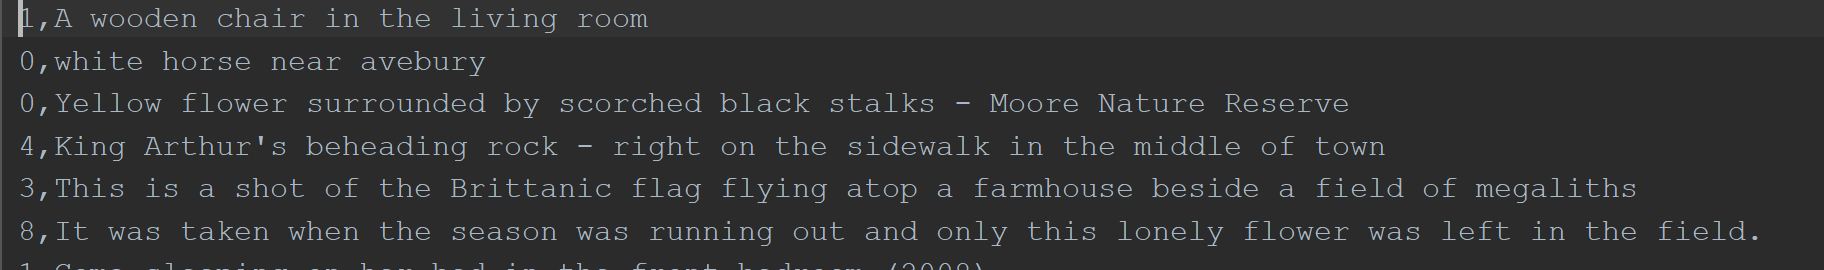 1,A wooden chair in the living room
0,white horse near avebury
0,Yellow flower surrounded by scorched black stalks - Moore Nature Reserve
4,King Arthur's beheading rock - right on the sidewalk in the middle of town
3,This is a shot of the Brittanic flag flying atop a farmhouse beside a field of megaliths
8,It was taken when the season was running out and only this lonely flower was left in the field.